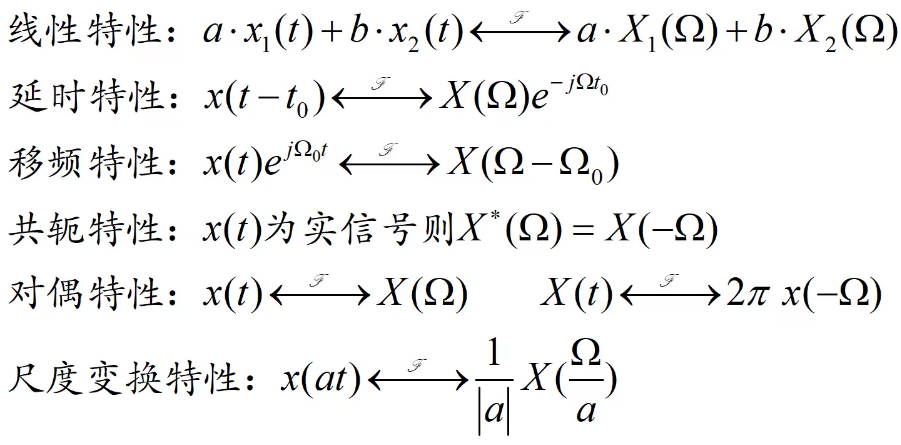 线性特性：a·x₁(t)+b·x₂(t)⟷ℱ a·X₁(Ω)+b·X₂(Ω)
延时特性：x(t−t₀)⟷ℱ X(Ω)e^{−jΩt₀}
移频特性：x(t)e^{jΩ₀t}⟷ℱ X(Ω−Ω₀)
共轭特性：x(t)为实信号则X*(Ω)=X(−Ω)
对偶特性：x(t)⟷ℱ X(Ω) X(t)⟷ℱ 2π x(−Ω)
尺度变换特性：x(at)⟷ℱ \frac{1}{|a|}X(\frac{Ω}{a})